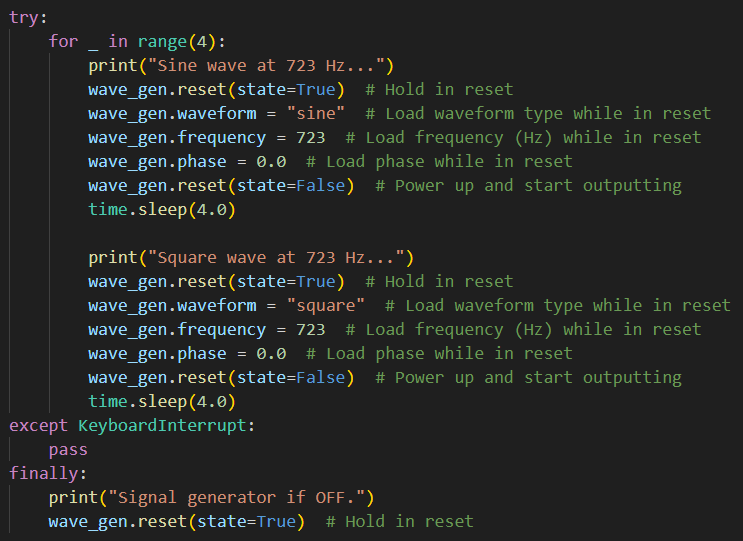 try:
    for _ in range(4):
        print("Sine wave at 723 Hz...")
        wave_gen.reset(state=True)  # Hold in reset
        wave_gen.waveform = "sine"  # Load waveform type while in reset
        wave_gen.frequency = 723  # Load frequency (Hz) while in reset
        wave_gen.phase = 0.0  # Load phase while in reset
        wave_gen.reset(state=False)  # Power up and start outputting
        time.sleep(4.0)

        print("Square wave at 723 Hz...")
        wave_gen.reset(state=True)  # Hold in reset
        wave_gen.waveform = "square"  # Load waveform type while in reset
        wave_gen.frequency = 723  # Load frequency (Hz) while in reset
        wave_gen.phase = 0.0  # Load phase while in reset
        wave_gen.reset(state=False)  # Power up and start outputting
        time.sleep(4.0)
except KeyboardInterrupt:
    pass
finally:
    print("Signal generator if OFF.")
    wave_gen.reset(state=True)  # Hold in reset